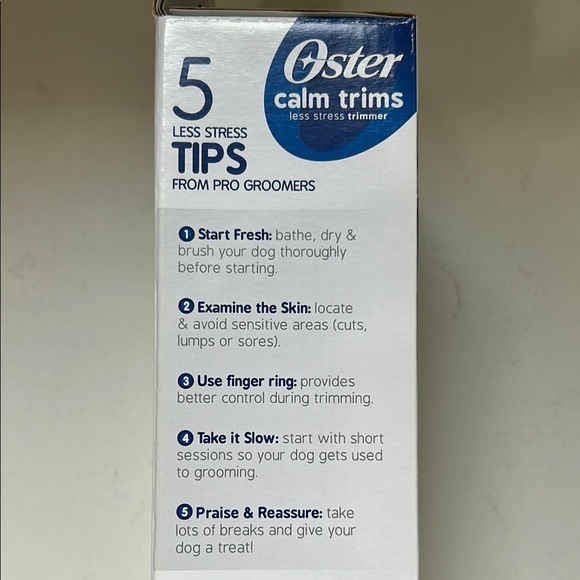 Oster
calm trims
less stress trimmer
5
LESS STRESS
TIPS
FROM PRO GROOMERS
1 Start Fresh: bathe, dry &
brush your dog thoroughly
before starting.
2 Examine the Skin: locate
& avoid sensitive areas (cuts,
lumps or sores).
3 Use finger ring: provides
better control during trimming.
4 Take it Slow: start with short
sessions so your dog gets used
to grooming.
5 Praise & Reassure: take
lots of breaks and give your
dog a treat!